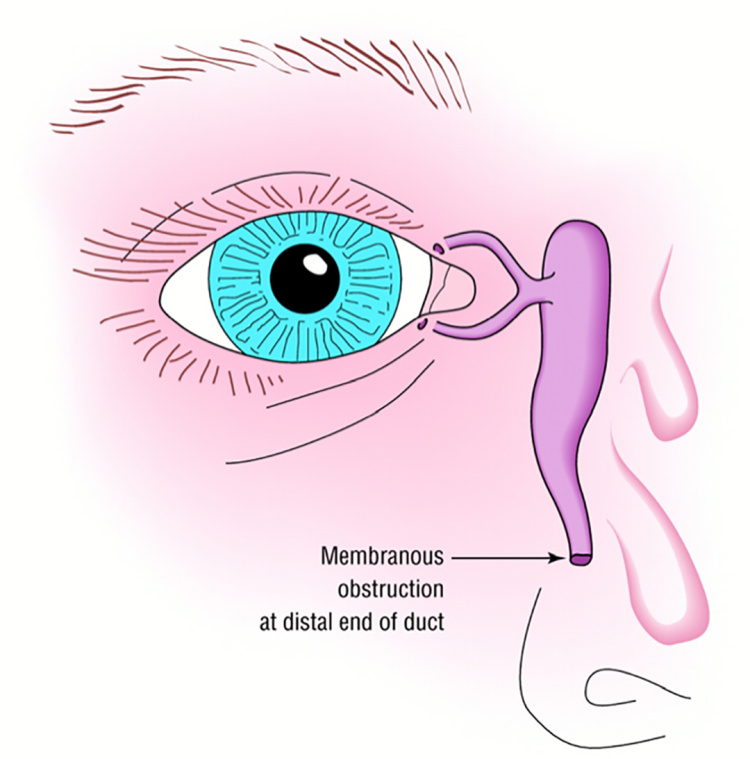 Membranous
obstruction
at distal end of duct